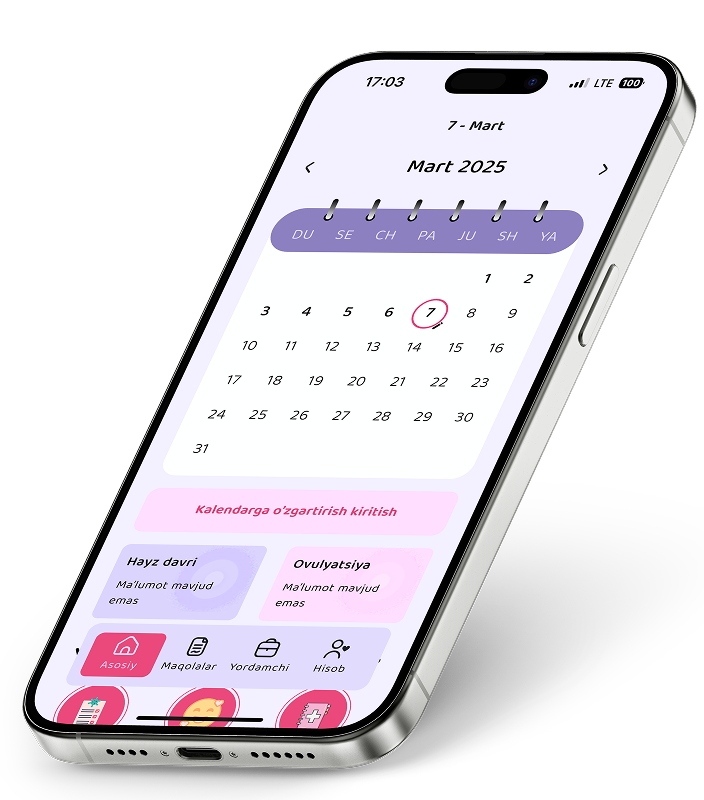 17:03 LTE 100
7 - Mart
Mart 2025
DU SE CH PA JU SH YA
1 2
3 4 5 6 7 8 9
10 11 12 13 14 15 16
17 18 19 20 21 22 23
24 25 26 27 28 29 30
31
Kalendarga o'zgartirish kiritish
Hayz davri
Ma'lumot mavjud
emas
Ovulyatsiya
Ma'lumot mavjud
emas
Asosiy Maqolalar Yordamchi Hisob